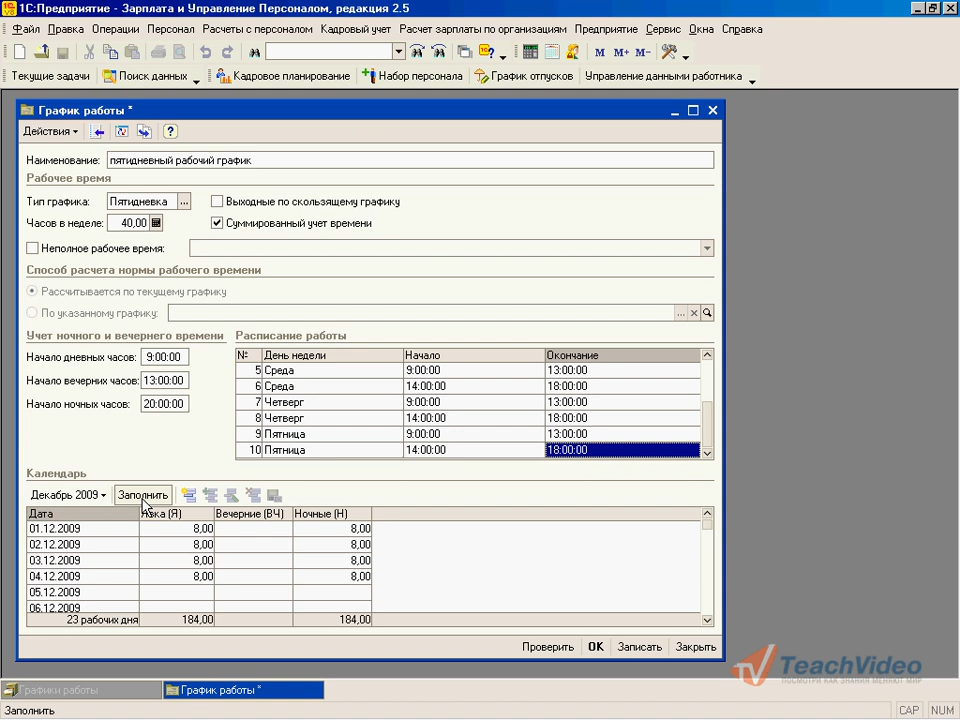 1С:Предприятие - Зарплата и Управление Персоналом, редакция 2.5
Файл Правка Операции Персонал Расчеты с персоналом Кадровый учет Расчет зарплаты по организациям Предприятие Сервис Окна Справка
M M+ M-
Текущие задачи Поиск данных Кадровое планирование Набор персонала График отпусков Управление данными работника
График работы *
Действия
Наименование: пятидневный рабочий график
Рабочее время
Тип графика: Пятидневка ... Выходные по скользящему графику
Часов в неделе: 40,00 Суммированный учет времени
Неполное рабочее время:
Способ расчета нормы рабочего времени
Рассчитывается по текущему графику
По указанному графику: ...
Учет ночного и вечернего времени Расписание работы
Начало дневных часов: 9:00:00
Начало вечерних часов: 13:00:00
Начало ночных часов: 20:00:00
№ День недели Начало Окончание
5 Среда 9:00:00 13:00:00
6 Среда 14:00:00 18:00:00
7 Четверг 9:00:00 13:00:00
8 Четверг 14:00:00 18:00:00
9 Пятница 9:00:00 13:00:00
10 Пятница 14:00:00 18:00:00
Календарь
Декабрь 2009 Заполнить
Дата Явка (Я) Вечерние (ВЧ) Ночные (Н)
01.12.2009 8,00 8,00
02.12.2009 8,00 8,00
03.12.2009 8,00 8,00
04.12.2009 8,00 8,00
05.12.2009
06.12.2009
23 рабочих дня 184,00 184,00
Проверить OK Записать Закрыть
TeachVideo
ПОСМОТРИ КАК ЗНАНИЯ МЕНЯЮТ МИР
Графики работы График работы *
Заполнить CAP NUM